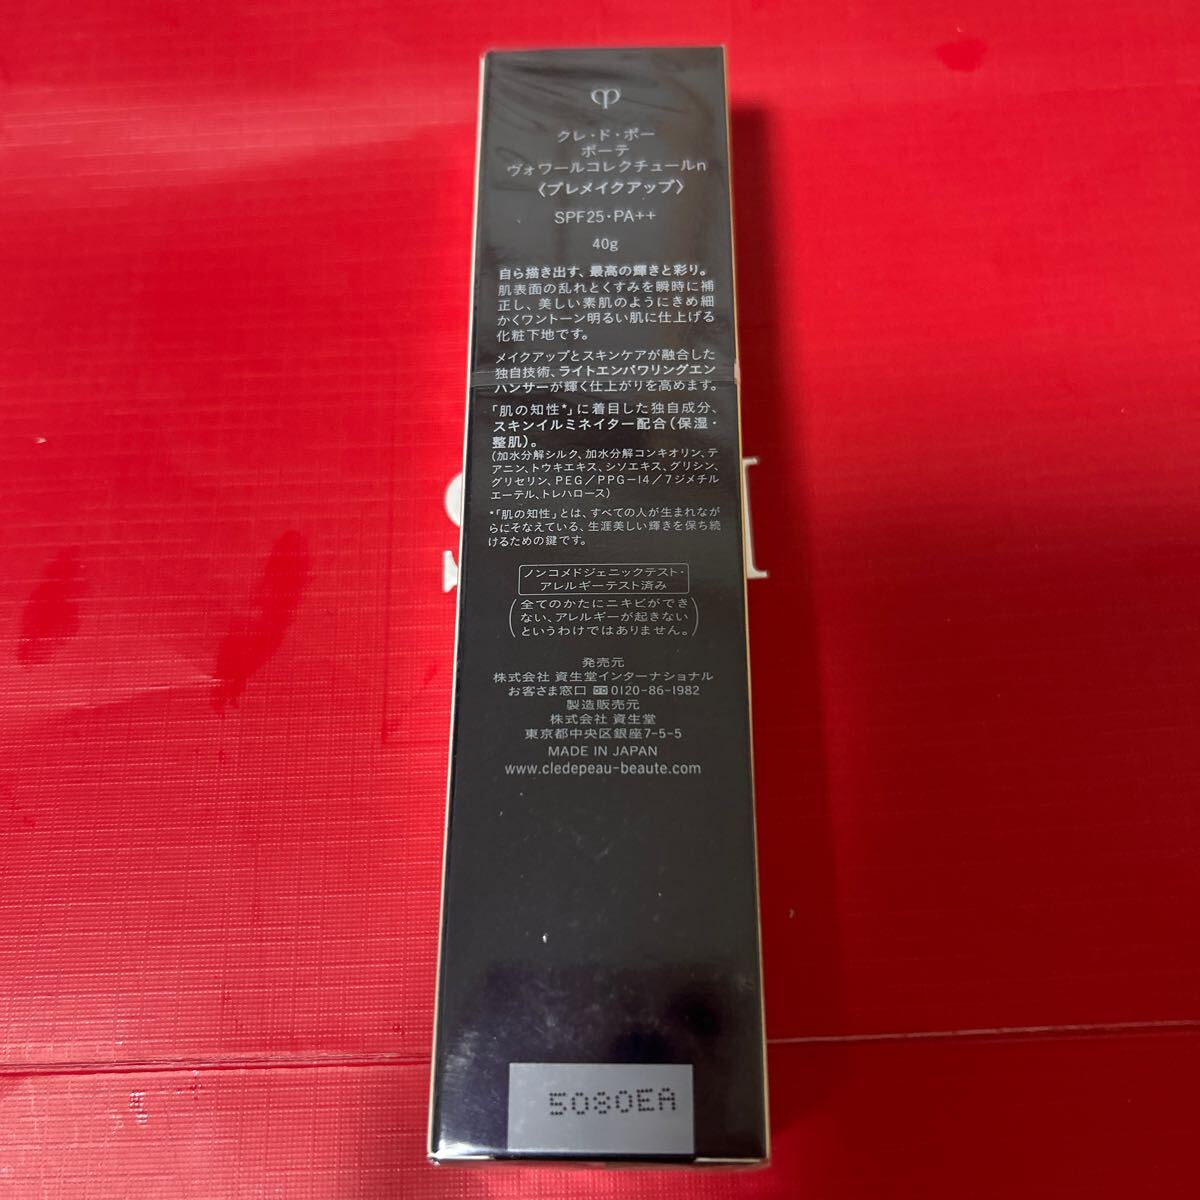 クレ・ド・ポー
ボーテ
ヴォワールコレクチュールn
〈プレメイクアップ〉
SPF25・PA++
40g
自ら描き出す、最高の輝きと彩り。
肌表面の乱れとくすみを瞬時に補
正し、美しい素肌のようにきめ細
かくワントーン明るい肌に仕上げる
化粧下地です。
メイクアップとスキンケアが融合した
独自技術、ライトエンパワリングエン
ハンサーが輝く仕上がりを高めます。
「肌の知性*」に着目した独自成分、
スキンイルミネイター配合(保湿・
整肌)。
(加水分解シルク、加水分解コンキオリン、テ
アニン、トウキエキス、シソエキス、グリシン、
グリセリン、PEG/PPG-14/7ジメチル
エーテル、トレハロース)
*「肌の知性」とは、すべての人が生まれなが
らにそなえている、生涯美しい輝きを保ち続
けるための鍵です。
ノンコメドジェニックテスト・
アレルギーテスト済み
(全てのかたにニキビができ
ない、アレルギーが起きない
というわけではありません。)
発売元
株式会社 資生堂インターナショナル
お客さま窓口 0120-86-1982
製造販売元
株式会社 資生堂
東京都中央区銀座7-5-5
MADE IN JAPAN
www.cledepeau-beaute.com
5080EA